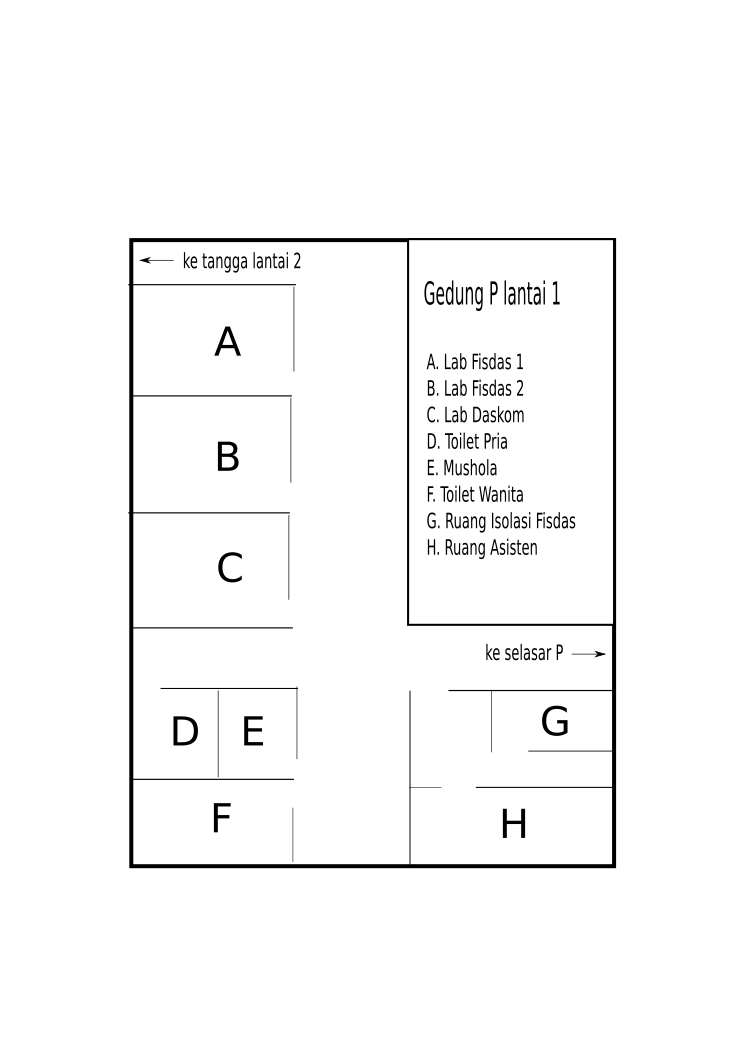 ke tangga lantai 2
A
B
C
D
E
F
Gedung P lantai 1
A. Lab Fisdas 1
B. Lab Fisdas 2
C. Lab Daskom
D. Toilet Pria
E. Mushola
F. Toilet Wanita
G. Ruang Isolasi Fisdas
H. Ruang Asisten
ke selasar P
G
H